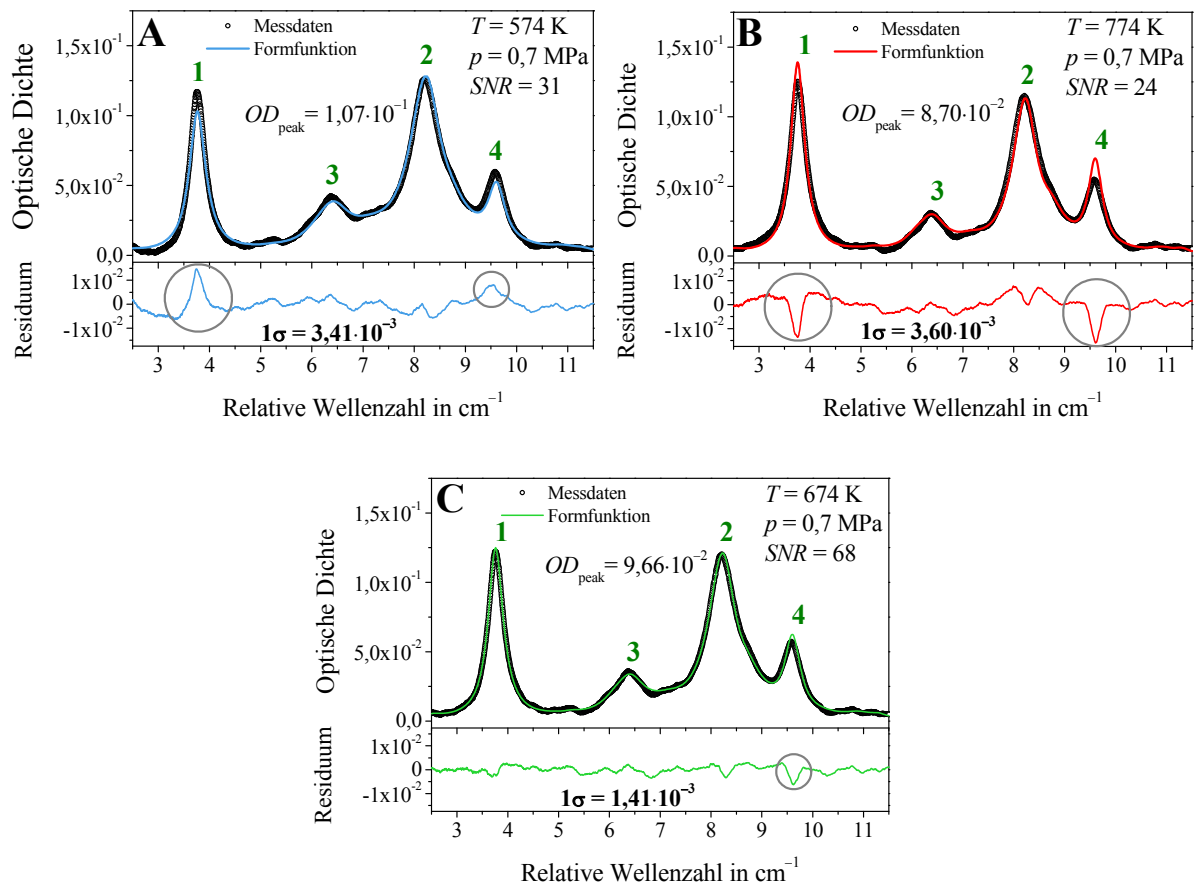 A
Messdaten
Formfunktion
T = 574 K
p = 0,7 MPa
SNR = 31
OD_peak = 1,07·10⁻¹
1
2
3
4
Optische Dichte
1,5x10⁻¹
1,0x10⁻¹
5,0x10⁻²
0,0
Residuum
1x10⁻²
0
-1x10⁻²
1σ = 3,41·10⁻³
3 4 5 6 7 8 9 10 11
Relative Wellenzahl in cm⁻¹
B
Messdaten
Formfunktion
T = 774 K
p = 0,7 MPa
SNR = 24
OD_peak = 8,70·10⁻²
1
2
3
4
Optische Dichte
1,5x10⁻¹
1,0x10⁻¹
5,0x10⁻²
0,0
Residuum
1x10⁻²
0
-1x10⁻²
1σ = 3,60·10⁻³
3 4 5 6 7 8 9 10 11
Relative Wellenzahl in cm⁻¹
C
Messdaten
Formfunktion
T = 674 K
p = 0,7 MPa
SNR = 68
OD_peak = 9,66·10⁻²
1
2
3
4
Optische Dichte
1,5x10⁻¹
1,0x10⁻¹
5,0x10⁻²
0,0
Residuum
1x10⁻²
0
-1x10⁻²
1σ = 1,41·10⁻³
3 4 5 6 7 8 9 10 11
Relative Wellenzahl in cm⁻¹